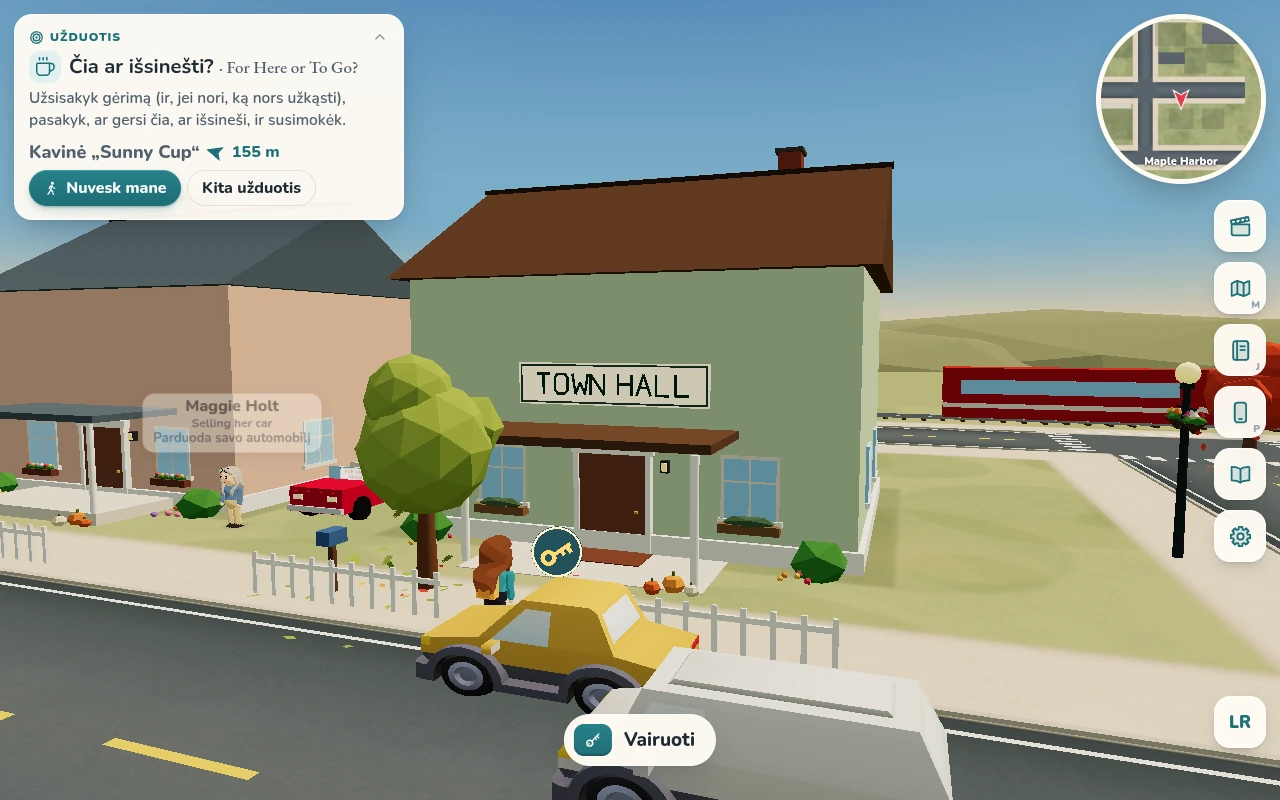 UŽDUOTIS
Čia ar išsinešti? · For Here or To Go?
Užsisakyk gėrimą (ir, jei nori, ką nors užkąsti),
pasakyk, ar gersi čia, ar išsineši, ir susimokėk.
Kavinė „Sunny Cup“ 155 m
Nuvesk mane
Kita užduotis
Maple Harbor
M
J
P
TOWN HALL
Maggie Holt
Selling her car
Parduoda savo automobilį
Vairuoti
LR